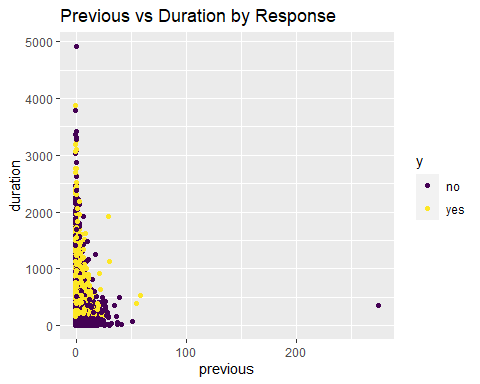 Previous vs Duration by Response
5000
4000
3000
2000
1000
0
duration
0 100 200
previous
y
no
yes